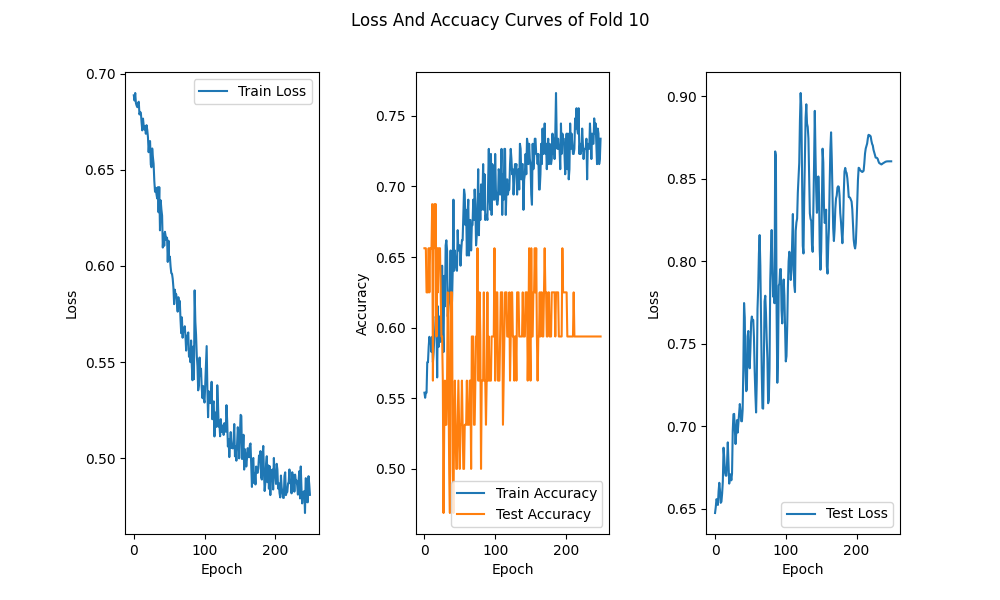 Loss And Accuacy Curves of Fold 10
0.70
0.65
0.60
0.55
0.50
Loss
0 100 200
Epoch
Train Loss
0.75
0.70
0.65
0.60
0.55
0.50
Accuracy
0 100 200
Epoch
Train Accuracy
Test Accuracy
0.90
0.85
0.80
0.75
0.70
0.65
Loss
0 100 200
Epoch
Test Loss